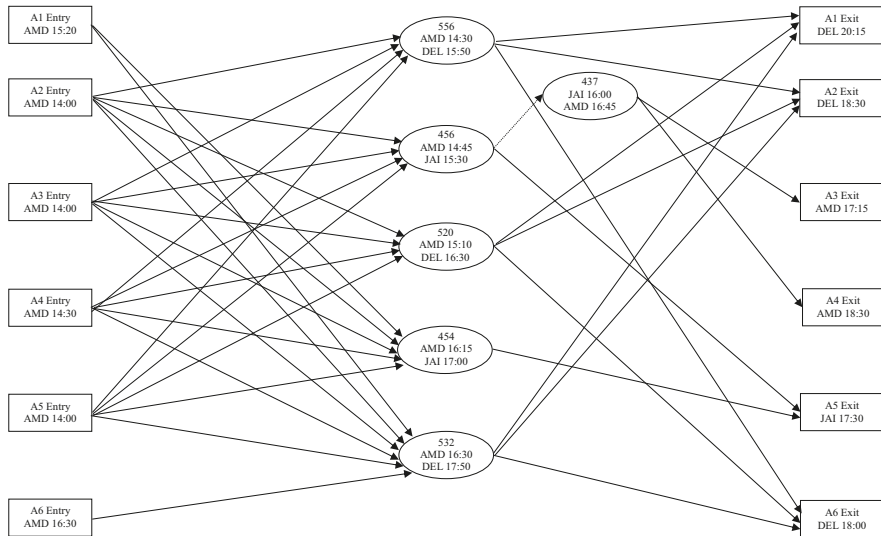 A1 Entry
AMD 15:20
A2 Entry
AMD 14:00
A3 Entry
AMD 14:00
A4 Entry
AMD 14:30
A5 Entry
AMD 14:00
A6 Entry
AMD 16:30
556
AMD 14:30
DEL 15:50
456
AMD 14:45
JAI 15:30
520
AMD 15:10
DEL 16:30
454
AMD 16:15
JAI 17:00
532
AMD 16:30
DEL 17:50
437
JAI 16:00
AMD 16:45
A1 Exit
DEL 20:15
A2 Exit
DEL 18:30
A3 Exit
AMD 17:15
A4 Exit
AMD 18:30
A5 Exit
JAI 17:30
A6 Exit
DEL 18:00